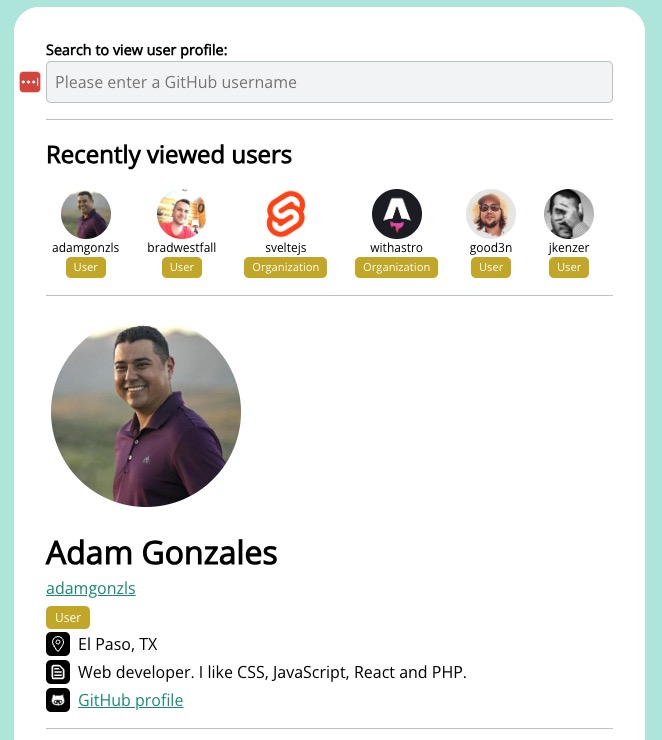 Search to view user profile:
Please enter a GitHub username
Recently viewed users
adamgonzls bradwestfall sveltejs withastro good3n jkenzer
User User Organization Organization User User
Adam Gonzales
adamgonzls
User
El Paso, TX
Web developer. I like CSS, JavaScript, React and PHP.
GitHub profile